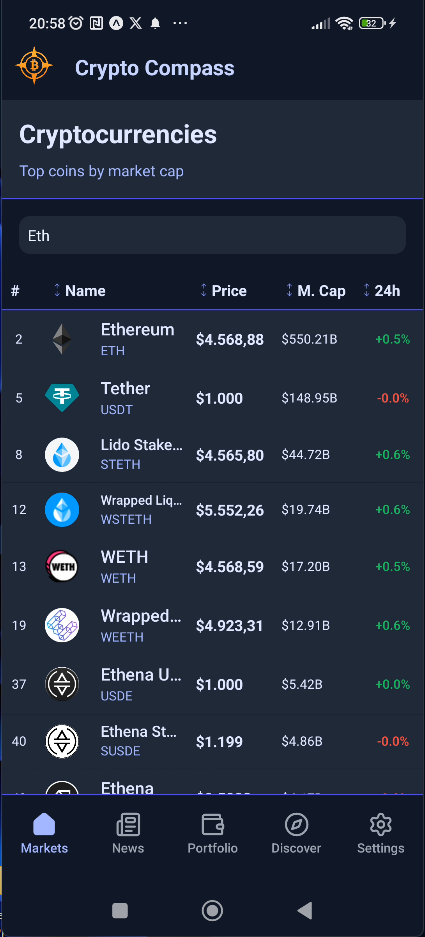 20:58 32
Crypto Compass
Cryptocurrencies
Top coins by market cap
Eth
# Name Price M. Cap 24h
2 Ethereum $4.568,88 $550.21B +0.5%
ETH
5 Tether $1.000 $148.95B -0.0%
USDT
8 Lido Stake... $4.565,80 $44.72B +0.6%
STETH
12 Wrapped Liq... $5.552,26 $19.74B +0.6%
WSTETH
WETH
13 WETH $4.568,59 $17.20B +0.5%
WETH
19 Wrapped... $4.923,31 $12.91B +0.6%
WEETH
37 Ethena U... $1.000 $5.42B +0.0%
USDE
40 Ethena St... $1.199 $4.86B -0.0%
SUSDE
Ethena
Markets News Portfolio Discover Settings